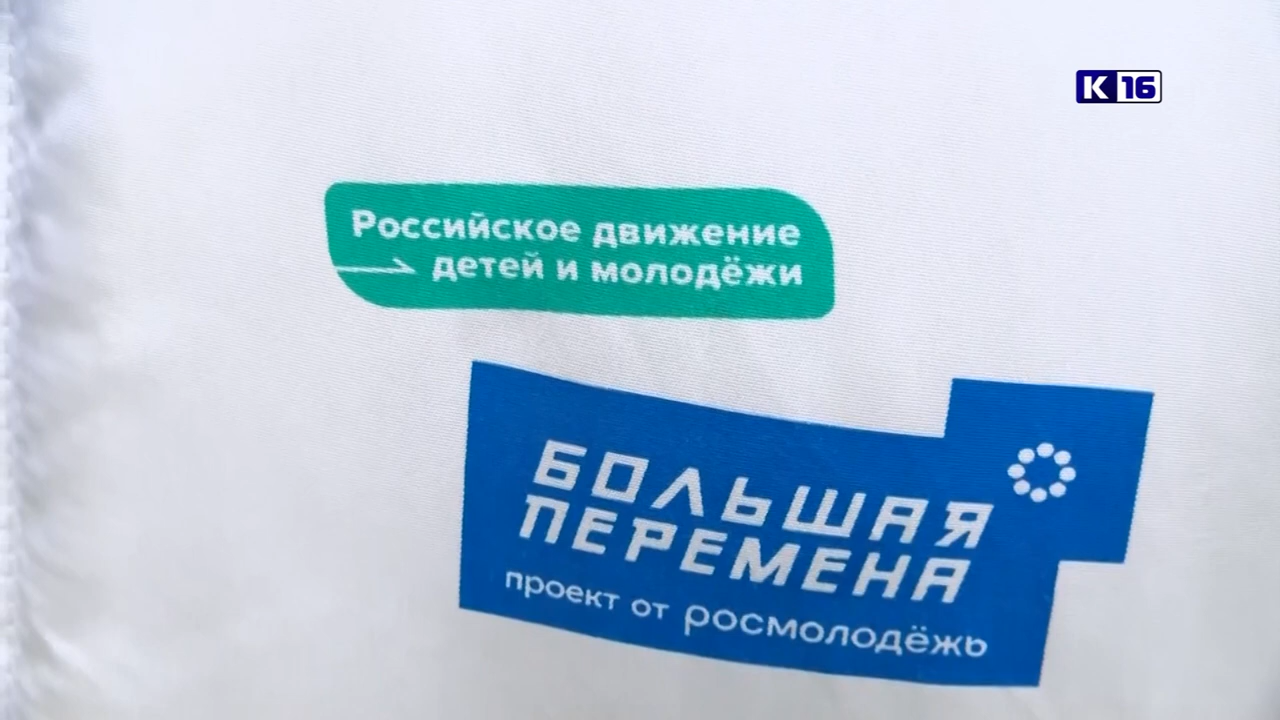 К 16
Российское движение
детей и молодёжи
БОЛЬШАЯ
ПЕРЕМЕНА
проект от росмолодёжь